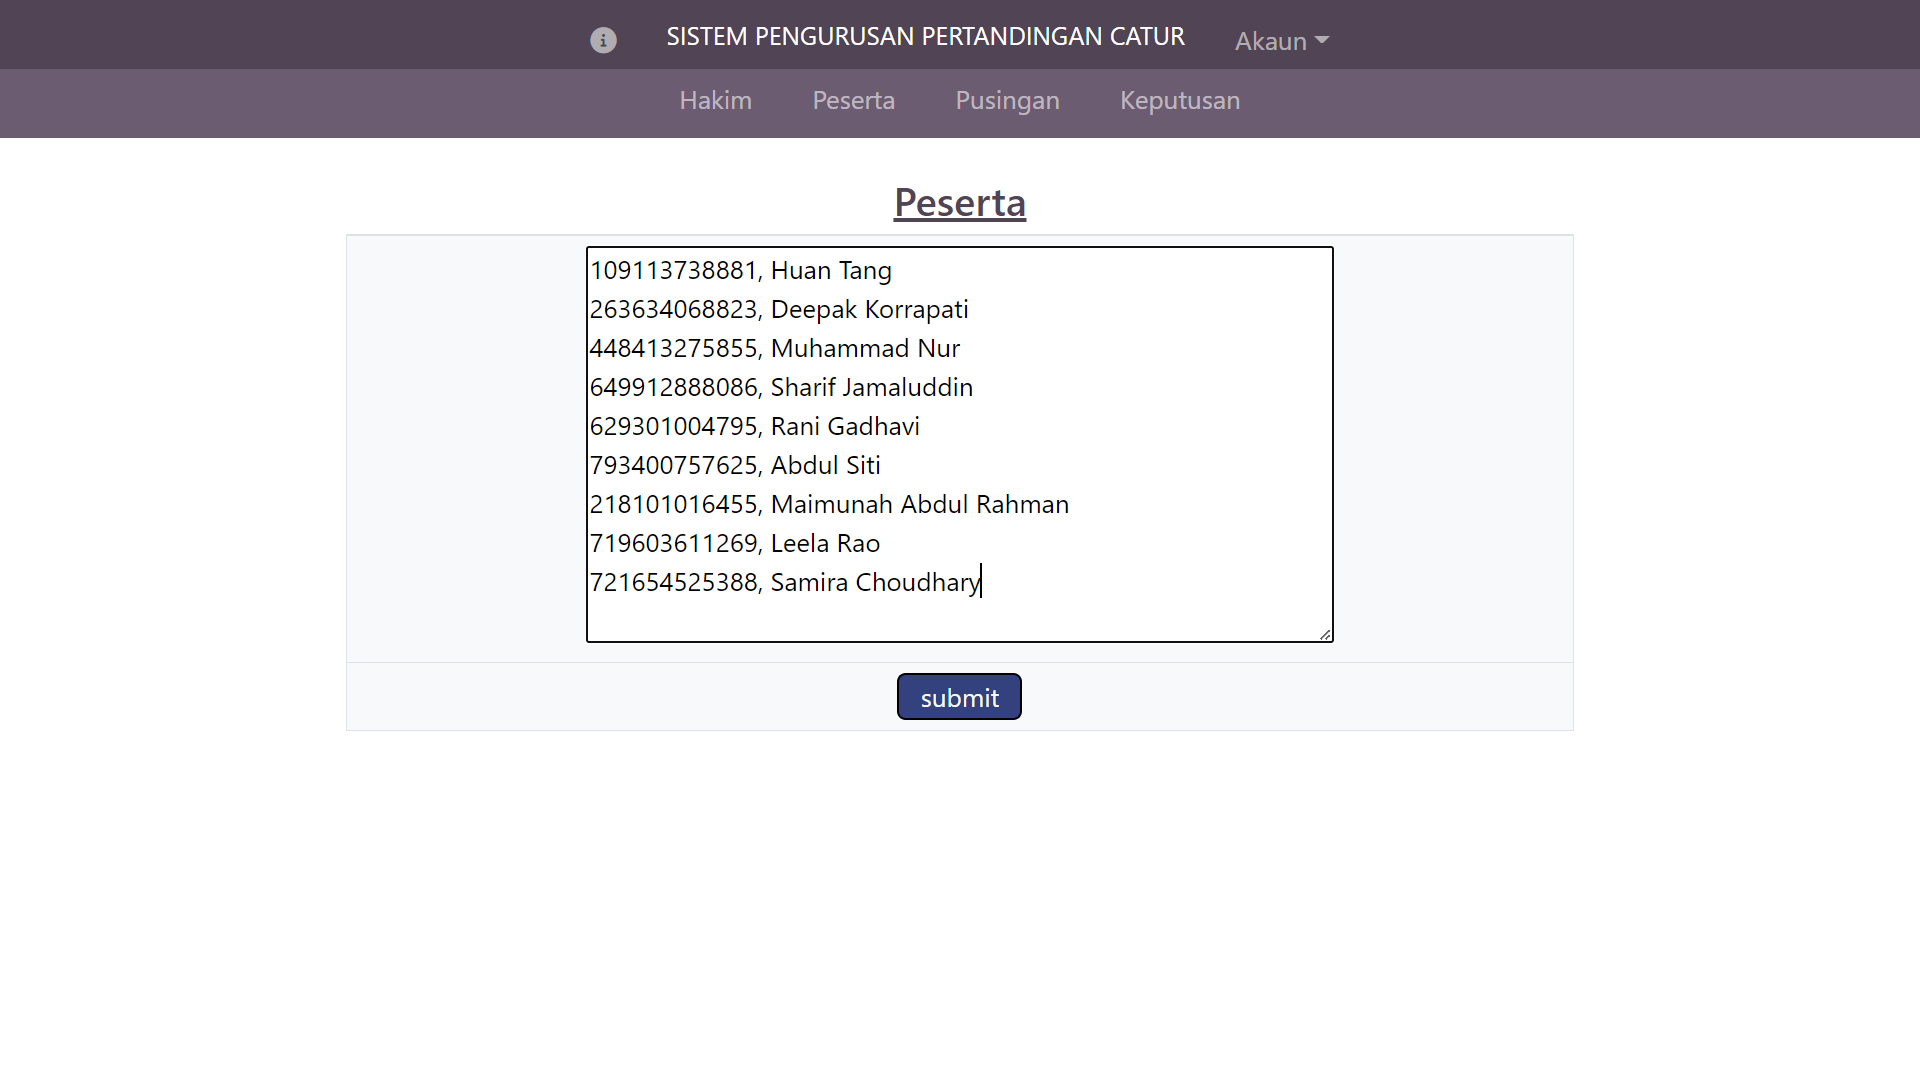 SISTEM PENGURUSAN PERTANDINGAN CATUR
Akaun
Hakim
Peserta
Pusingan
Keputusan
Peserta
109113738881, Huan Tang
263634068823, Deepak Korrapati
448413275855, Muhammad Nur
649912888086, Sharif Jamaluddin
629301004795, Rani Gadhavi
793400757625, Abdul Siti
218101016455, Maimunah Abdul Rahman
719603611269, Leela Rao
721654525388, Samira Choudhary
submit